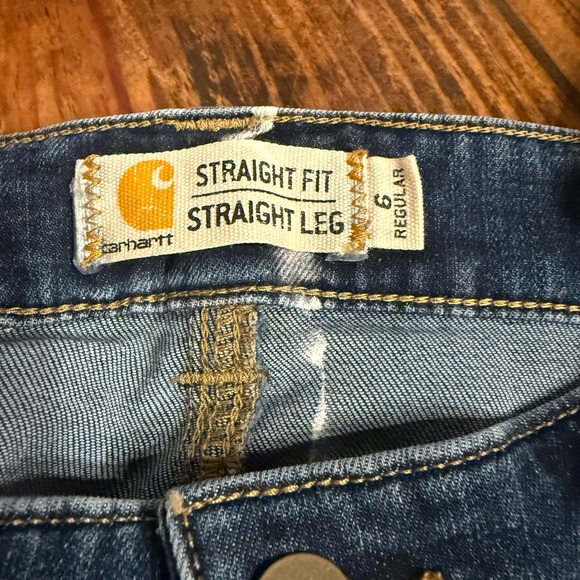 carhartt
STRAIGHT FIT
STRAIGHT LEG
6
REGULAR